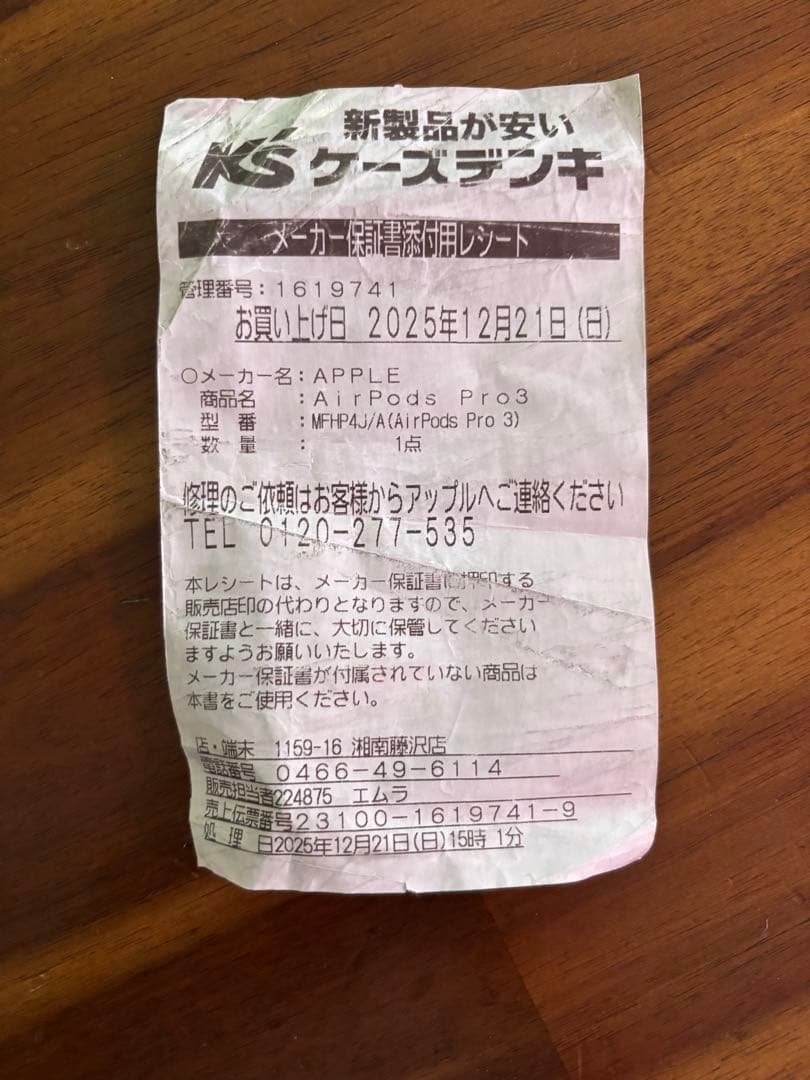 新製品が安い
K'S ケーズデンキ
メーカー保証書添付用レシート
管理番号：1619741
お買い上げ日 2025年12月21日(日)
○メーカー名：APPLE
商品名 ：AirPods Pro3
型番 ：MFHP4J/A(AirPods Pro 3)
数量 ： 1点
修理のご依頼はお客様からアップルへご連絡ください
TEL 0120-277-535
本レシートは、メーカー保証書に押印する
販売店印の代わりとなりますので、メーカー
保証書と一緒に、大切に保管してください
ますようお願いいたします。
メーカー保証書が付属されていない商品は
本書をご使用ください。
店・端末 1159-16 湘南藤沢店
電話番号 0466-49-6114
販売担当者224875 エムラ
売上伝票番号23100-1619741-9
処理日2025年12月21日(日)15時 1分